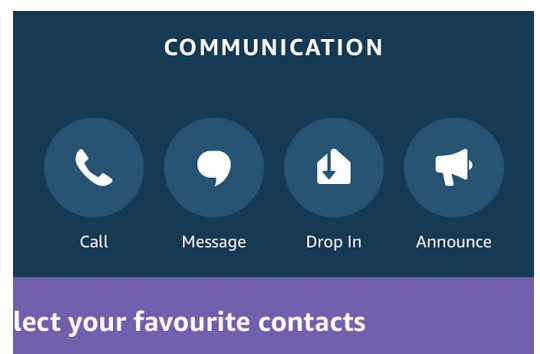 COMMUNICATION
Call Message Drop In Announce
lect your favourite contacts